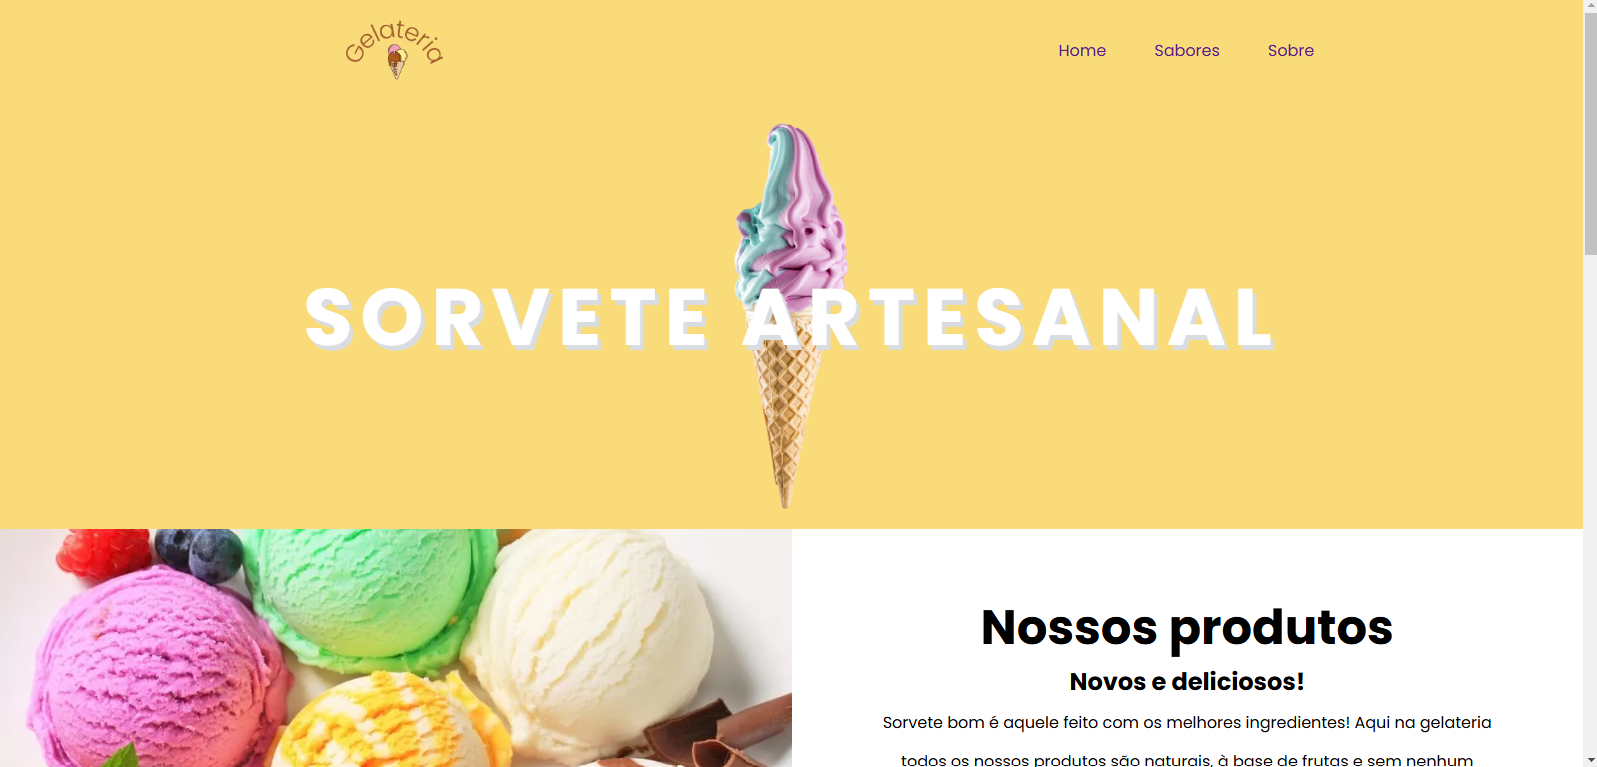 Gelateria
Home Sabores Sobre
SORVETE ARTESANAL
Nossos produtos
Novos e deliciosos!
Sorvete bom é aquele feito com os melhores ingredientes! Aqui na gelateria
todos os nossos produtos são naturais, à base de frutas e sem nenhum